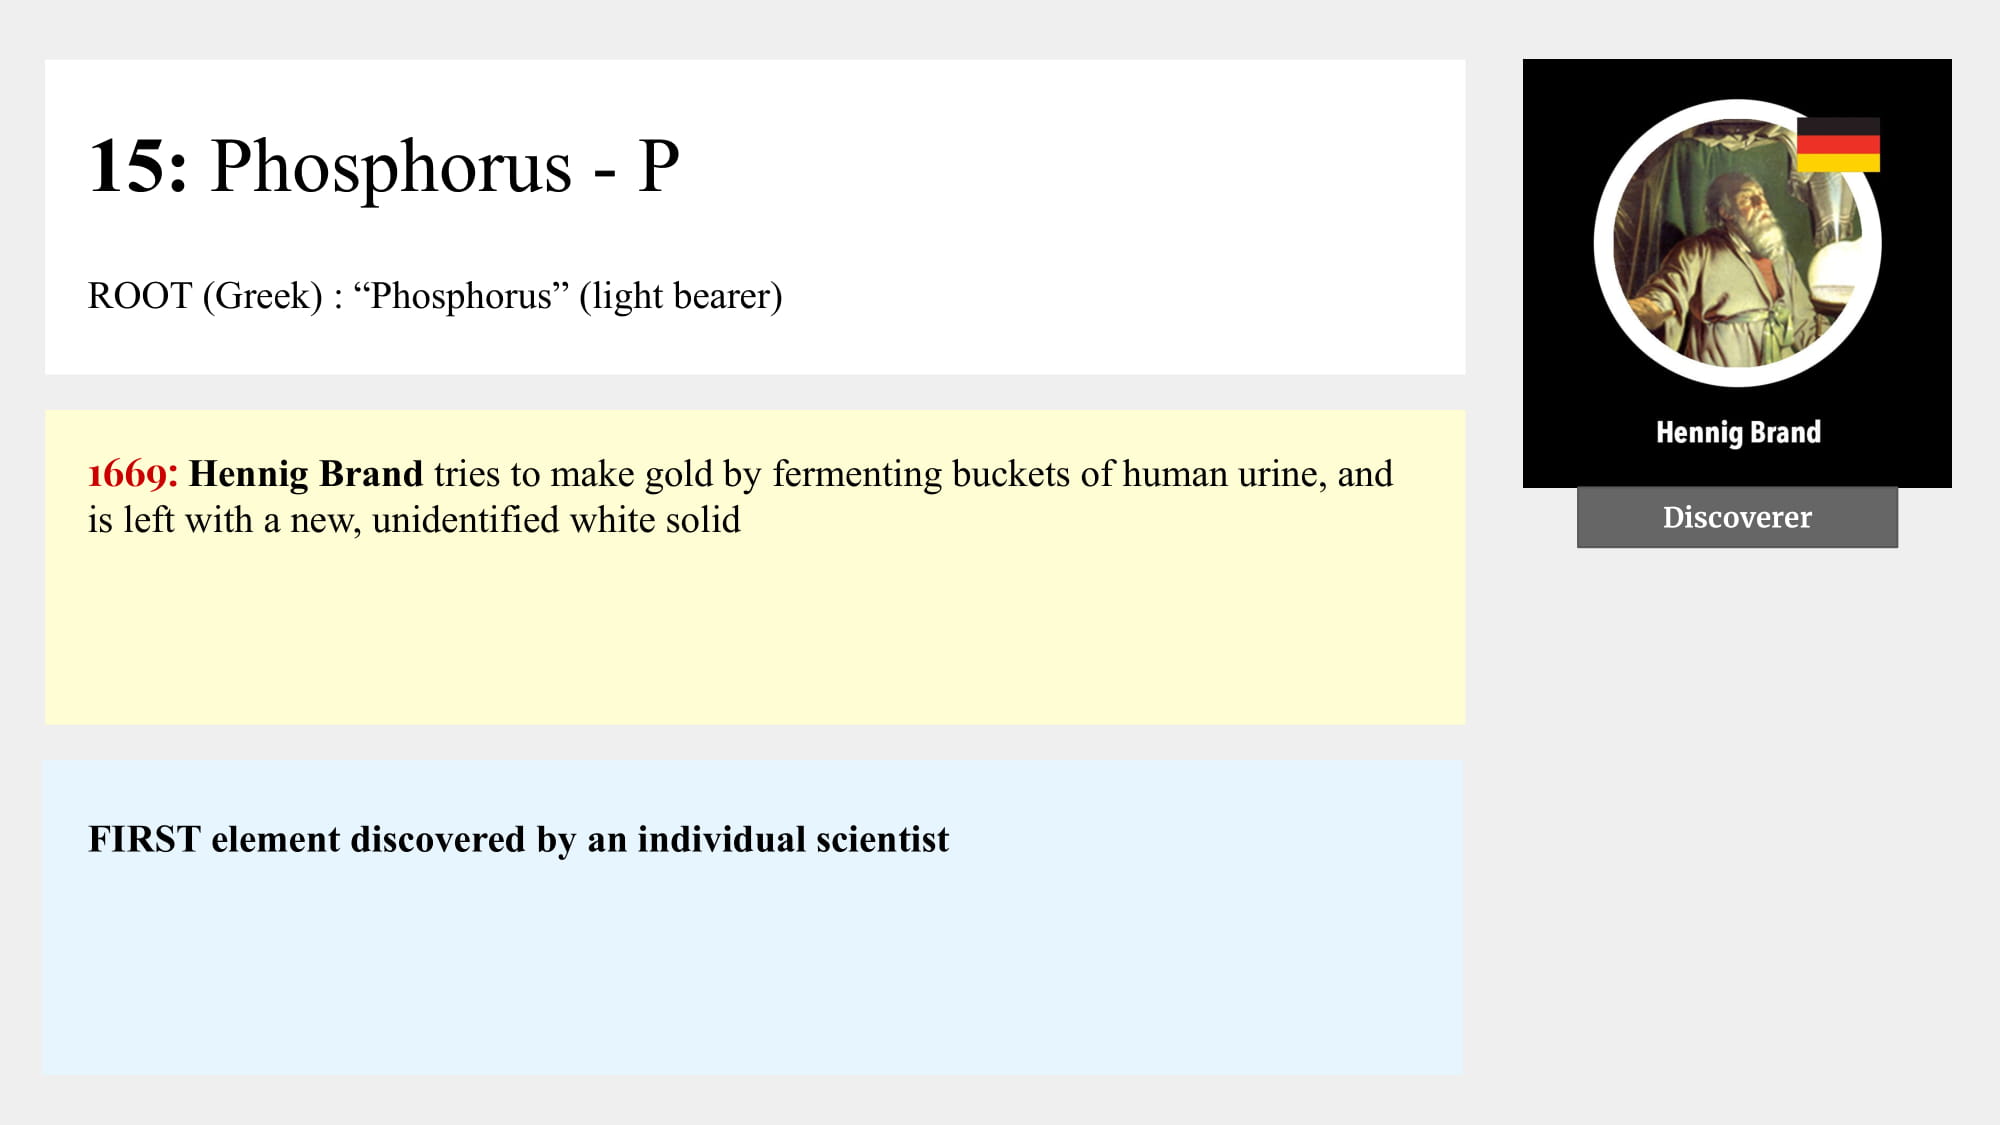 15: Phosphorus - P
ROOT (Greek) : “Phosphorus” (light bearer)
1669: Hennig Brand tries to make gold by fermenting buckets of human urine, and
is left with a new, unidentified white solid
FIRST element discovered by an individual scientist
Hennig Brand
Discoverer